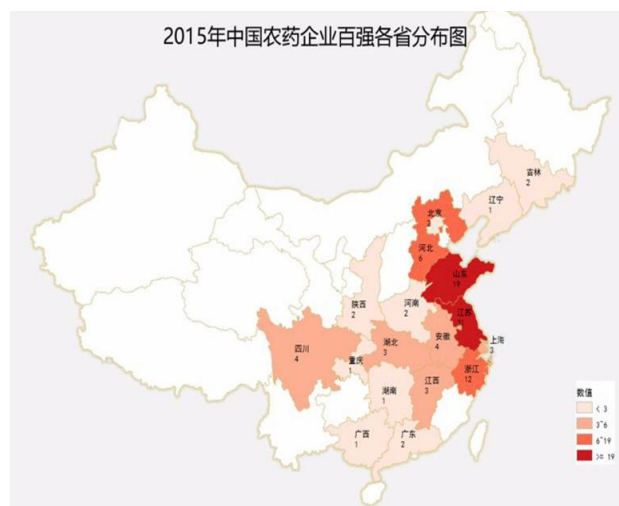 2015年中国农药企业百强各省分布图
吉林
2
辽宁
1
北京
3
河北
6
山东
19
江苏
31
陕西
2
河南
2
安徽
4
上海
3
四川
4
湖北
3
重庆
1
浙江
12
江西
3
湖南
1
广西
1
广东
2
数值
< 3
3~6
6~19
>= 19